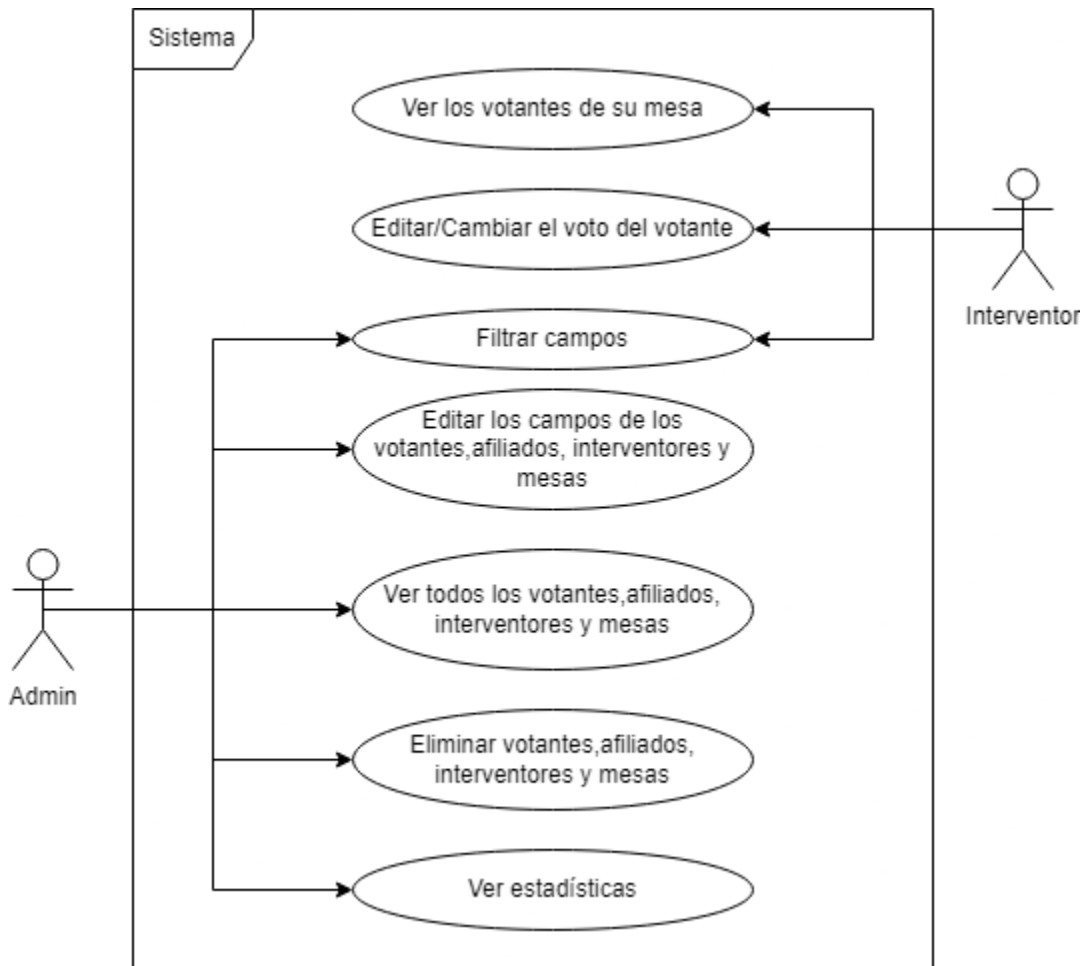 Sistema
Ver los votantes de su mesa
Editar/Cambiar el voto del votante
Interventor
Filtrar campos
Editar los campos de los
votantes,afiliados, interventores y
mesas
Ver todos los votantes,afiliados,
interventores y mesas
Admin
Eliminar votantes,afiliados,
interventores y mesas
Ver estadísticas